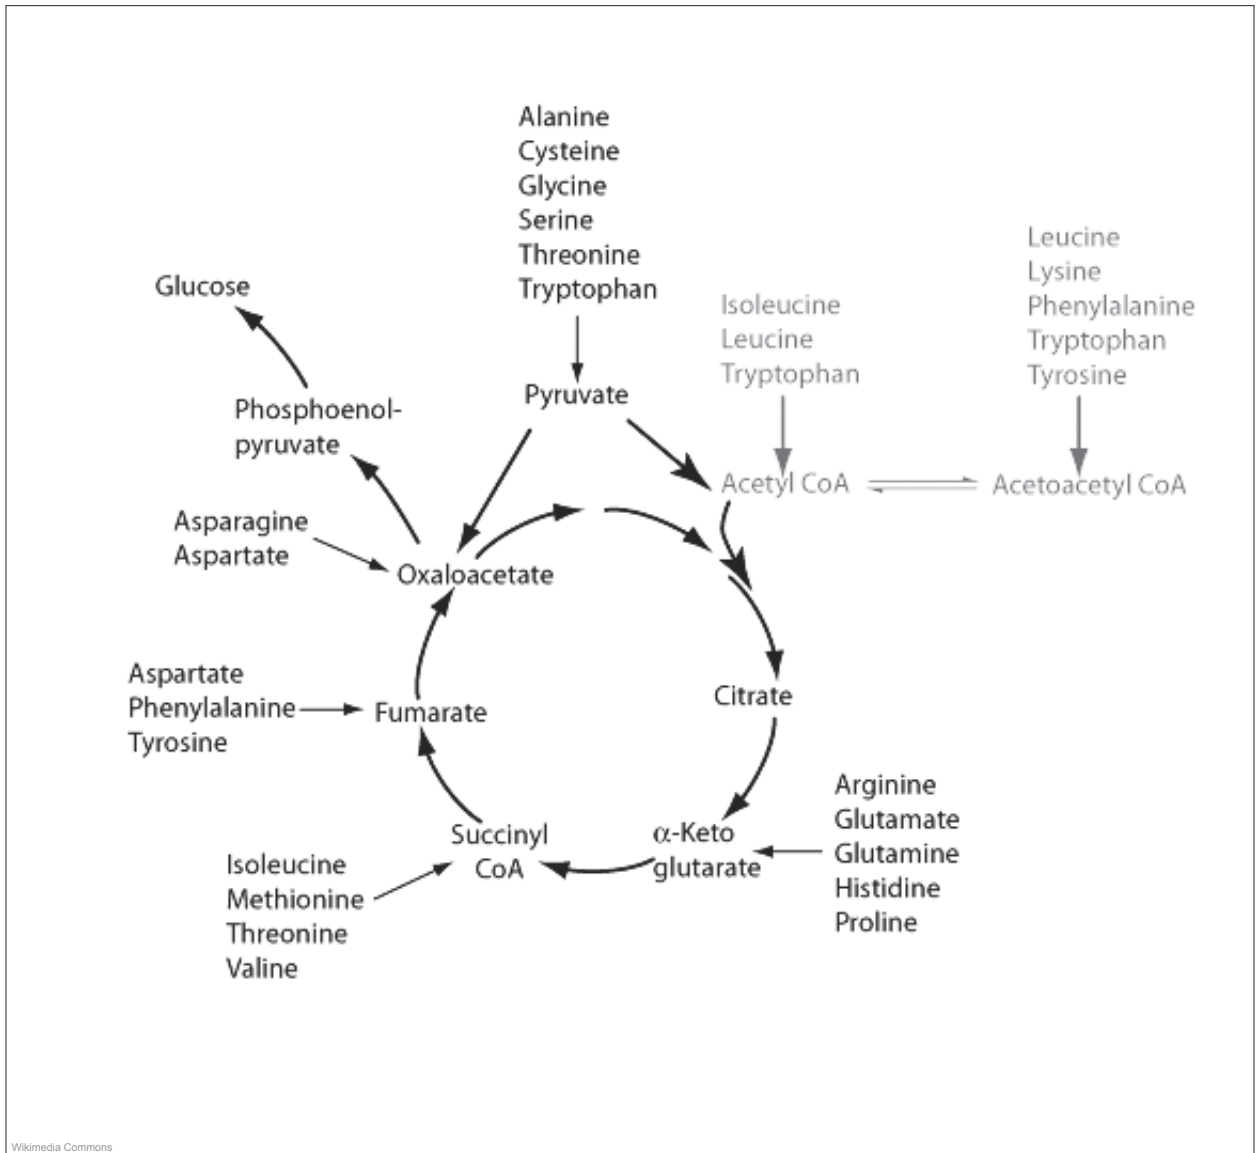 Alanine
Cysteine
Glycine
Serine
Threonine
Tryptophan
Leucine
Lysine
Phenylalanine
Tryptophan
Tyrosine
Glucose
Isoleucine
Leucine
Tryptophan
Pyruvate
Phosphoenol-
pyruvate
Acetyl CoA
Acetoacetyl CoA
Asparagine
Aspartate
Oxaloacetate
Aspartate
Phenylalanine
Tyrosine
Fumarate
Citrate
Arginine
Glutamate
Glutamine
Histidine
Proline
Succinyl
CoA
α-Keto
glutarate
Isoleucine
Methionine
Threonine
Valine
Wikimedia Commons